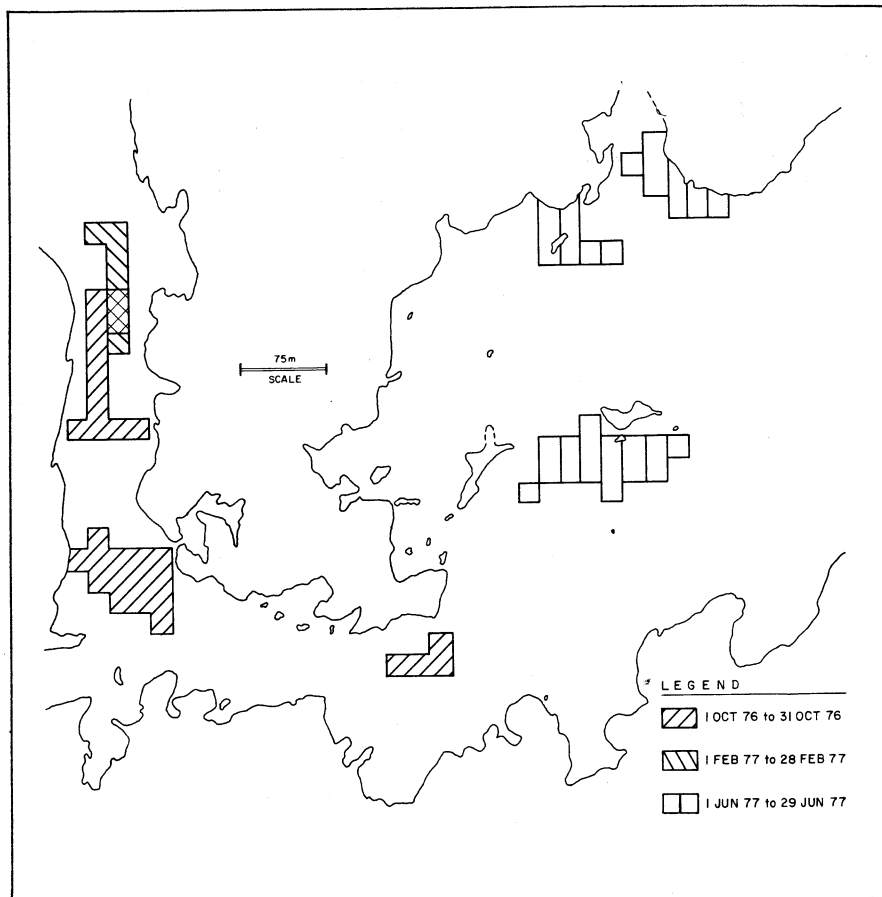 75m
SCALE
LEGEND
1 OCT 76 to 31 OCT 76
1 FEB 77 to 28 FEB 77
1 JUN 77 to 29 JUN 77